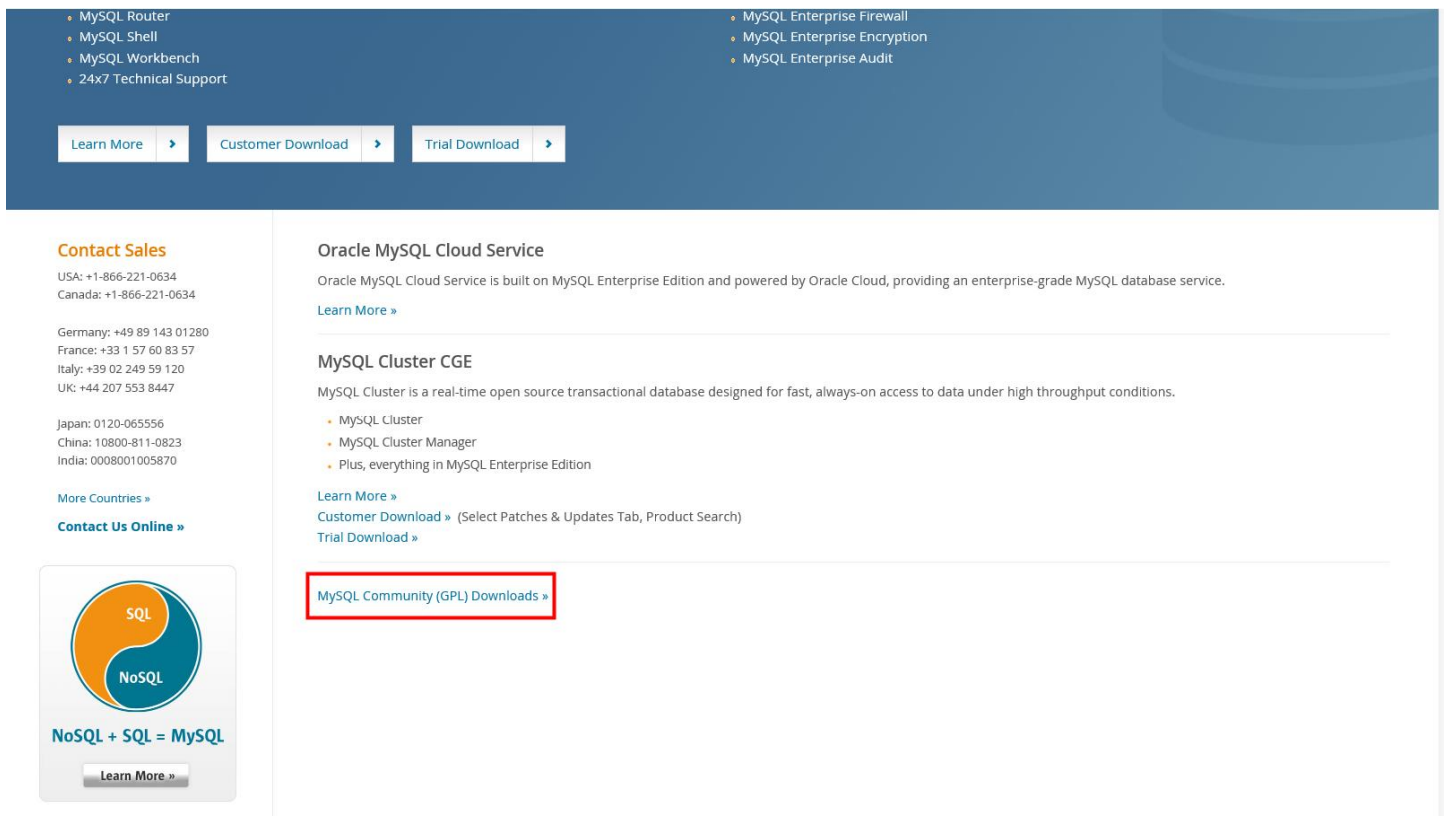 MySQL Router
MySQL Shell
MySQL Workbench
24x7 Technical Support
MySQL Enterprise Firewall
MySQL Enterprise Encryption
MySQL Enterprise Audit
Learn More
Customer Download
Trial Download
Contact Sales
USA: +1-866-221-0634
Canada: +1-866-221-0634
Germany: +49 89 143 01280
France: +33 1 57 60 83 57
Italy: +39 02 249 59 120
UK: +44 207 553 8447
Japan: 0120-065556
China: 10800-811-0823
India: 0008001005870
More Countries »
Contact Us Online »
SQL
NoSQL
NoSQL + SQL = MySQL
Learn More »
Oracle MySQL Cloud Service
Oracle MySQL Cloud Service is built on MySQL Enterprise Edition and powered by Oracle Cloud, providing an enterprise-grade MySQL database service.
Learn More »
MySQL Cluster CGE
MySQL Cluster is a real-time open source transactional database designed for fast, always-on access to data under high throughput conditions.
MySQL Cluster
MySQL Cluster Manager
Plus, everything in MySQL Enterprise Edition
Learn More »
Customer Download » (Select Patches & Updates Tab, Product Search)
Trial Download »
MySQL Community (GPL) Downloads »